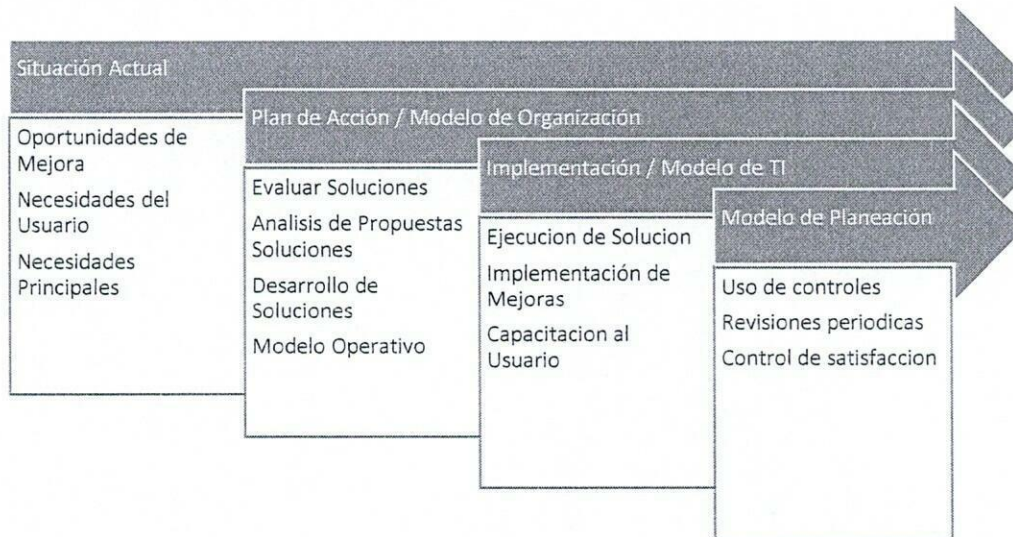 Situación Actual
Oportunidades de
Mejora
Necesidades del
Usuario
Necesidades
Principales
Plan de Acción / Modelo de Organización
Evaluar Soluciones
Analisis de Propuestas
Soluciones
Desarrollo de
Soluciones
Modelo Operativo
Implementación / Modelo de TI
Ejecucion de Solucion
Implementación de
Mejoras
Capacitacion al
Usuario
Modelo de Planeación
Uso de controles
Revisiones periodicas
Control de satisfaccion